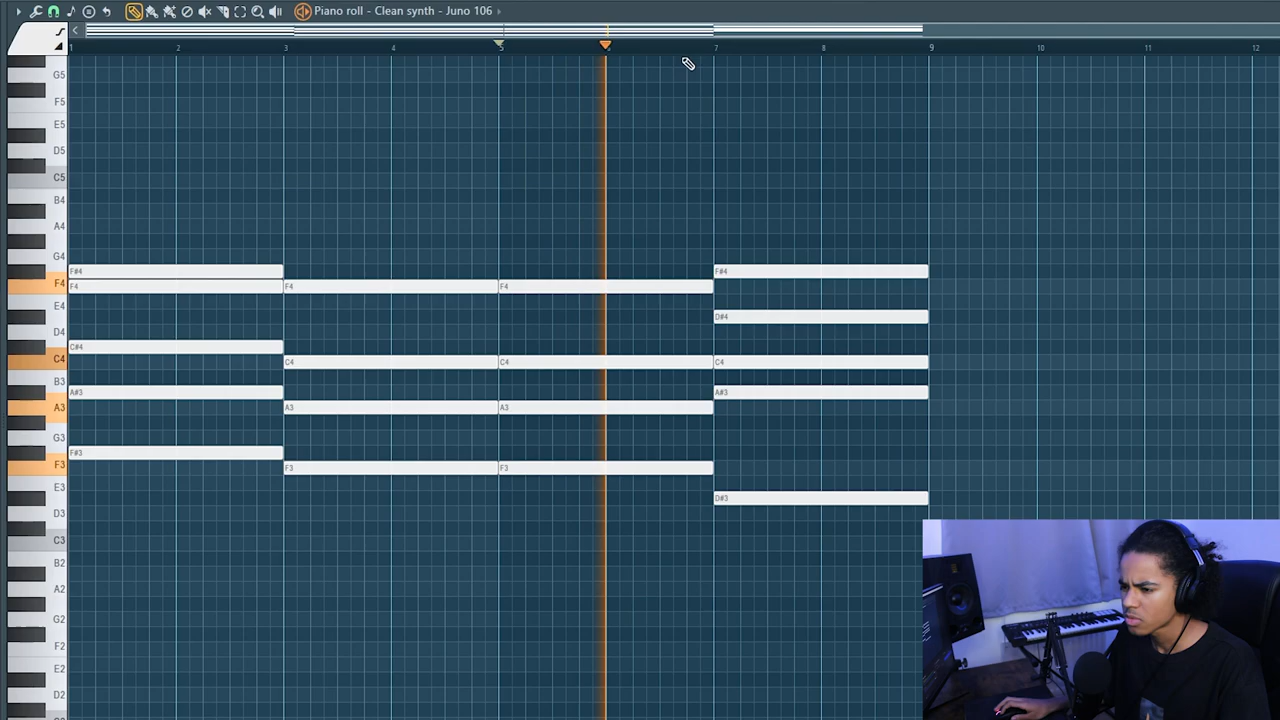 Piano roll - Clean synth - Juno 106
1 2 3 4 5 7 8 9 10 11 12
G5
F5
E5
D5
C5
B4
A4
G4
F#4 F#4
F4 F4 F4 F4
E4 D#4
D4
C#4
C4 C4 C4 C4
B3
A#3 A#3
A3 A3 A3
G3
F#3
F3 F3 F3
E3
D#3
D3
C3
B2
A2
G2
F2
E2
D2